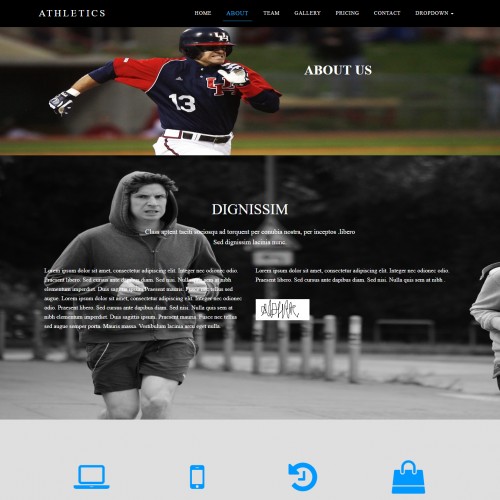 ATHLETICS
HOME ABOUT TEAM GALLERY PRICING CONTACT DROPDOWN
ABOUT US
13
UH
DIGNISSIM
Class aptent taciti sociosqu ad torquent per conubia nostra, per inceptos .libero
Sed dignissim lacinia nunc.
Lorem ipsum dolor sit amet, consectetur adipiscing elit. Integer nec odionec odio.
Praesent libero. Sed cursus ante dapibus diam. Sed nisi. Nulla quis sem at
nibh elementum imperdiet. Duis sagittis ipsum. Praesent mauris. Fusce nec tellus sed
augue. Lorem ipsum dolor sit amet, consectetur adipiscing elit. Integer nec odionec odio.
Praesent libero. Sed cursus ante dapibus diam. Sed nisi. Nulla quis sem at
nibh elementum imperdiet. Duis sagittis ipsum. Praesent mauris. Fusce nec tellus
sed augue semper porta. Mauris massa. Vestibulum lacinia arcu eget nulla.
Lorem ipsum dolor sit amet, consectetur adipiscing elit. Integer nec odionec odio.
Praesent libero. Sed cursus ante dapibus diam. Sed nisi. Nulla quis sem at nibh .